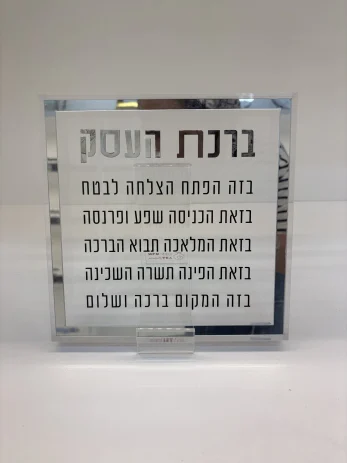 ברכת העסק
בזה הפתח הצלחה לבטח
בזאת הכניסה שפע ופרנסה
בזאת המלאכה תבוא הברכה
בזאת הפינה תשרה השכינה
בזה המקום ברכה ושלום